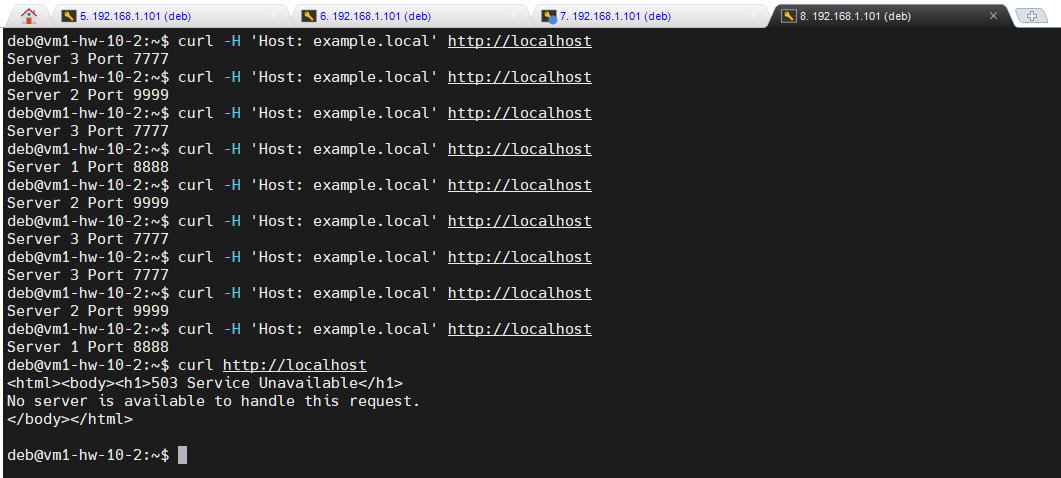 5. 192.168.1.101 (deb)
6. 192.168.1.101 (deb)
7. 192.168.1.101 (deb)
8. 192.168.1.101 (deb)
deb@vm1-hw-10-2:~$ curl -H 'Host: example.local' http://localhost
Server 3 Port 7777
deb@vm1-hw-10-2:~$ curl -H 'Host: example.local' http://localhost
Server 2 Port 9999
deb@vm1-hw-10-2:~$ curl -H 'Host: example.local' http://localhost
Server 3 Port 7777
deb@vm1-hw-10-2:~$ curl -H 'Host: example.local' http://localhost
Server 1 Port 8888
deb@vm1-hw-10-2:~$ curl -H 'Host: example.local' http://localhost
Server 2 Port 9999
deb@vm1-hw-10-2:~$ curl -H 'Host: example.local' http://localhost
Server 3 Port 7777
deb@vm1-hw-10-2:~$ curl -H 'Host: example.local' http://localhost
Server 3 Port 7777
deb@vm1-hw-10-2:~$ curl -H 'Host: example.local' http://localhost
Server 2 Port 9999
deb@vm1-hw-10-2:~$ curl -H 'Host: example.local' http://localhost
Server 1 Port 8888
deb@vm1-hw-10-2:~$ curl http://localhost
<html><body><h1>503 Service Unavailable</h1>
No server is available to handle this request.
</body></html>
deb@vm1-hw-10-2:~$